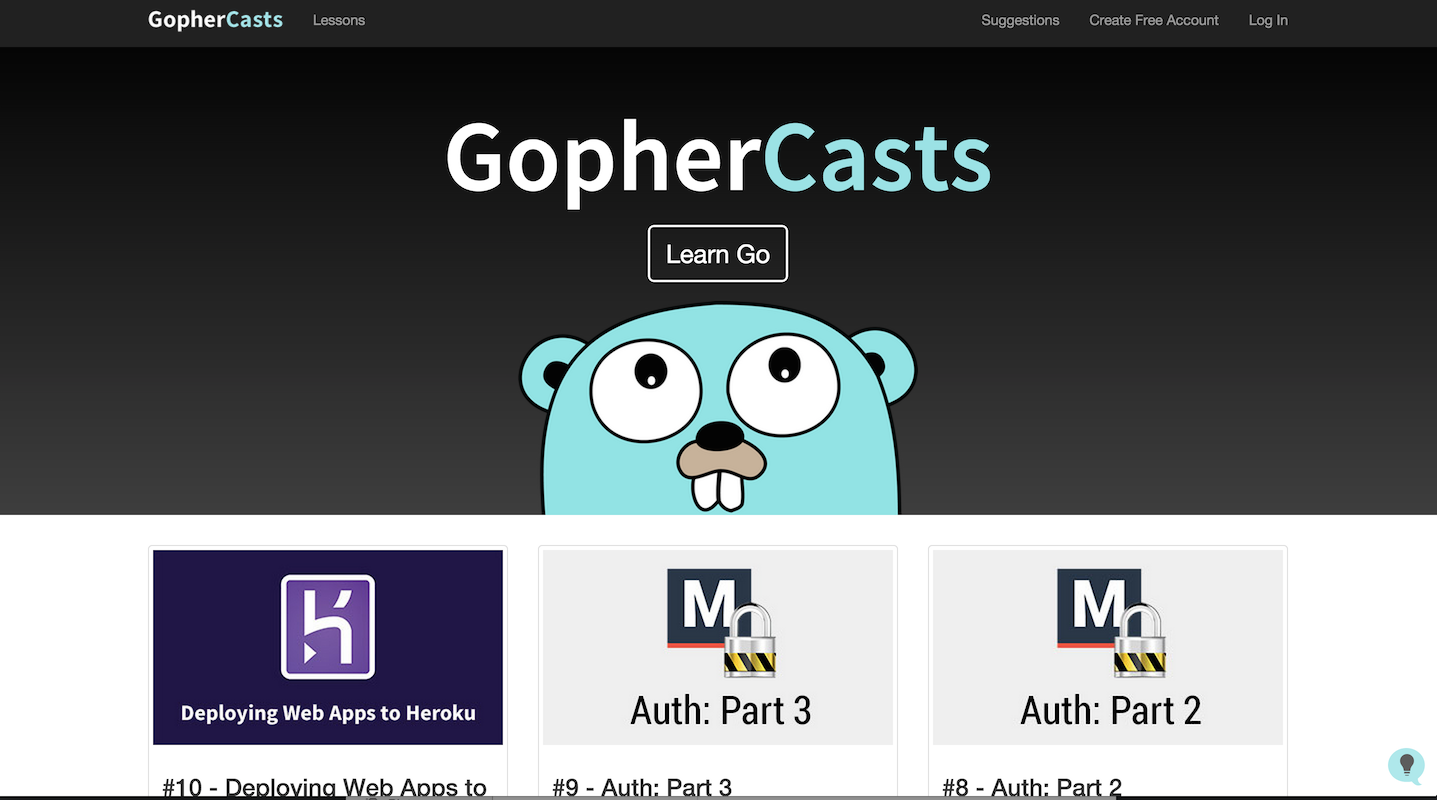 GopherCasts Lessons Suggestions Create Free Account Log In
GopherCasts
Learn Go
Deploying Web Apps to Heroku
M
Auth: Part 3
M
Auth: Part 2
#10 - Deploying Web Apps to
#9 - Auth: Part 3
#8 - Auth: Part 2